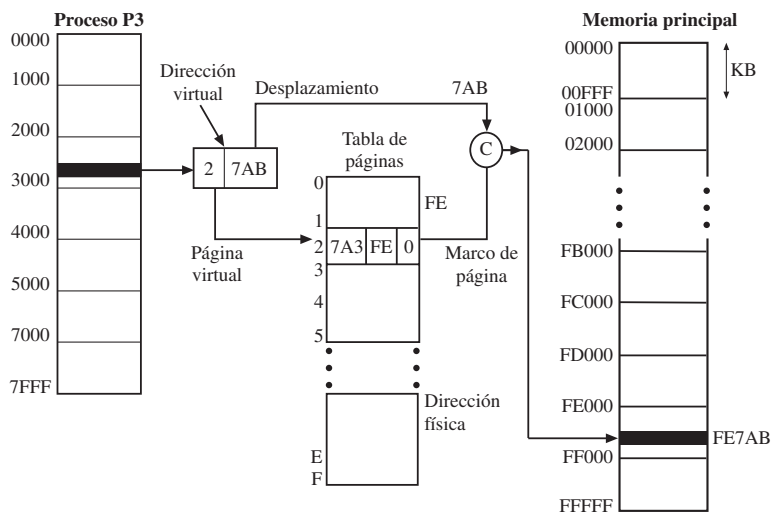 Proceso P3
0000
1000
2000
3000
4000
5000
7000
7FFF
Dirección
virtual
2 7AB
Página
virtual
Desplazamiento 7AB
C
Tabla de
páginas
0
1
2 7A3 FE 0
3
4
5
E
F
FE
Marco de
página
Dirección
física
Memoria principal
00000
00FFF
01000
02000
FB000
FC000
FD000
FE000
FF000
FFFFF
KB
FE7AB